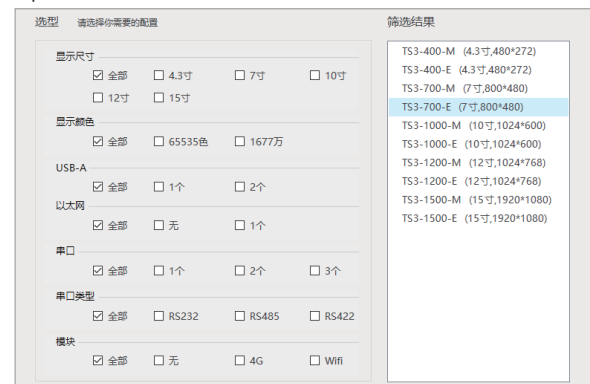 选型 请选择你需要的配置
显示尺寸
全部 4.3寸 7寸 10寸
12寸 15寸
显示颜色
全部 65535色 1677万
USB-A
全部 1个 2个
以太网
全部 无 1个
串口
全部 1个 2个 3个
串口类型
全部 RS232 RS485 RS422
模块
全部 无 4G Wifi
筛选结果
TS3-400-M (4.3寸,480*272)
TS3-400-E (4.3寸,480*272)
TS3-700-M (7寸,800*480)
TS3-700-E (7寸,800*480)
TS3-1000-M (10寸,1024*600)
TS3-1000-E (10寸,1024*600)
TS3-1200-M (12寸,1024*768)
TS3-1200-E (12寸,1024*768)
TS3-1500-M (15寸,1920*1080)
TS3-1500-E (15寸,1920*1080)